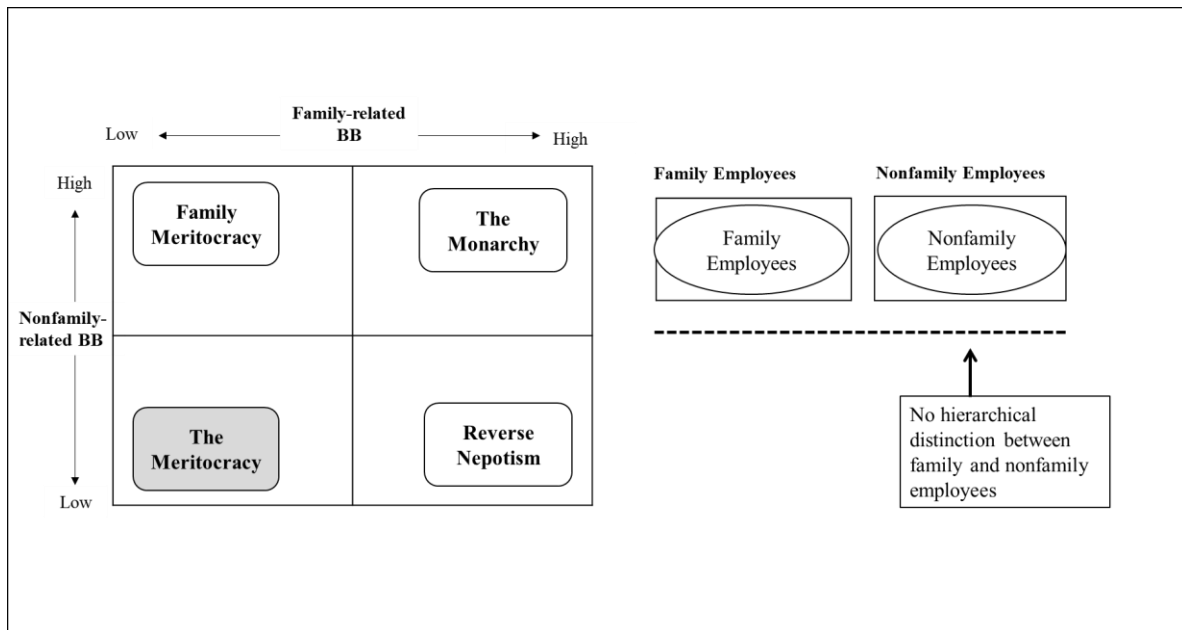 Family-related
BB
Low
High
High
Nonfamily-
related BB
Low
Family
Meritocracy
The
Monarchy
The
Meritocracy
Reverse
Nepotism
Family Employees
Nonfamily Employees
Family
Employees
Nonfamily
Employees
No hierarchical
distinction between
family and nonfamily
employees